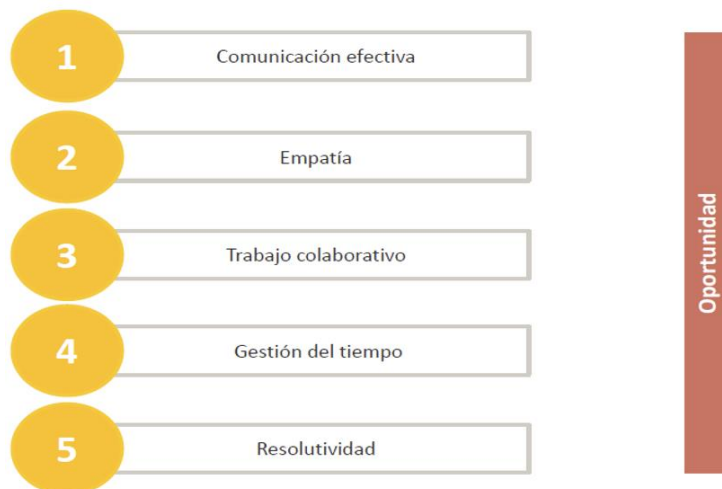 1
Comunicación efectiva
2
Empatía
3
Trabajo colaborativo
4
Gestión del tiempo
5
Resolutividad
Oportunidad